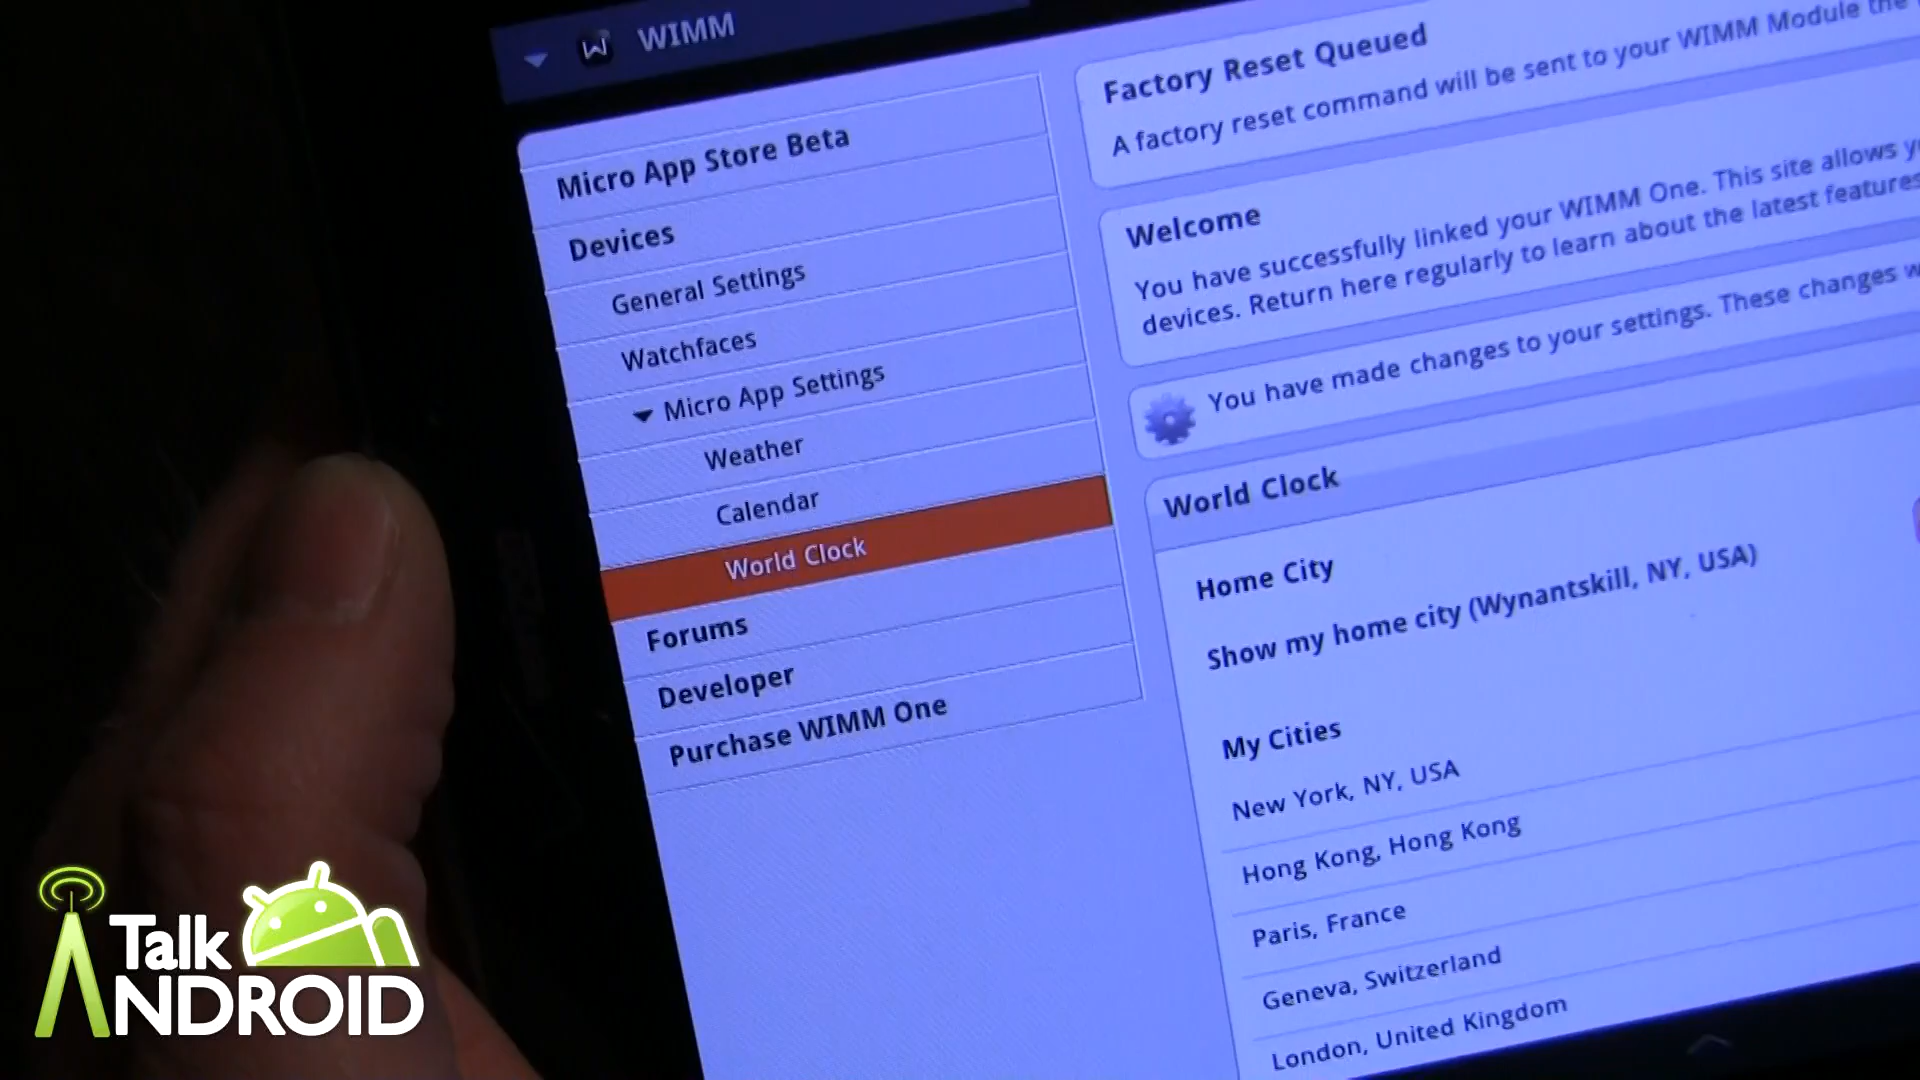 WIMM
Micro App Store Beta
Devices
General Settings
Watchfaces
Micro App Settings
Weather
Calendar
World Clock
Forums
Developer
Purchase WIMM One
Factory Reset Queued
A factory reset command will be sent to your WIMM Module the
Welcome
You have successfully linked your WIMM One. This site allows
devices. Return here regularly to learn about the latest features
You have made changes to your settings. These changes
World Clock
Home City
Show my home city (Wynantskill, NY, USA)
My Cities
New York, NY, USA
Hong Kong, Hong Kong
Paris, France
Geneva, Switzerland
London, United Kingdom
Talk
ANDROID